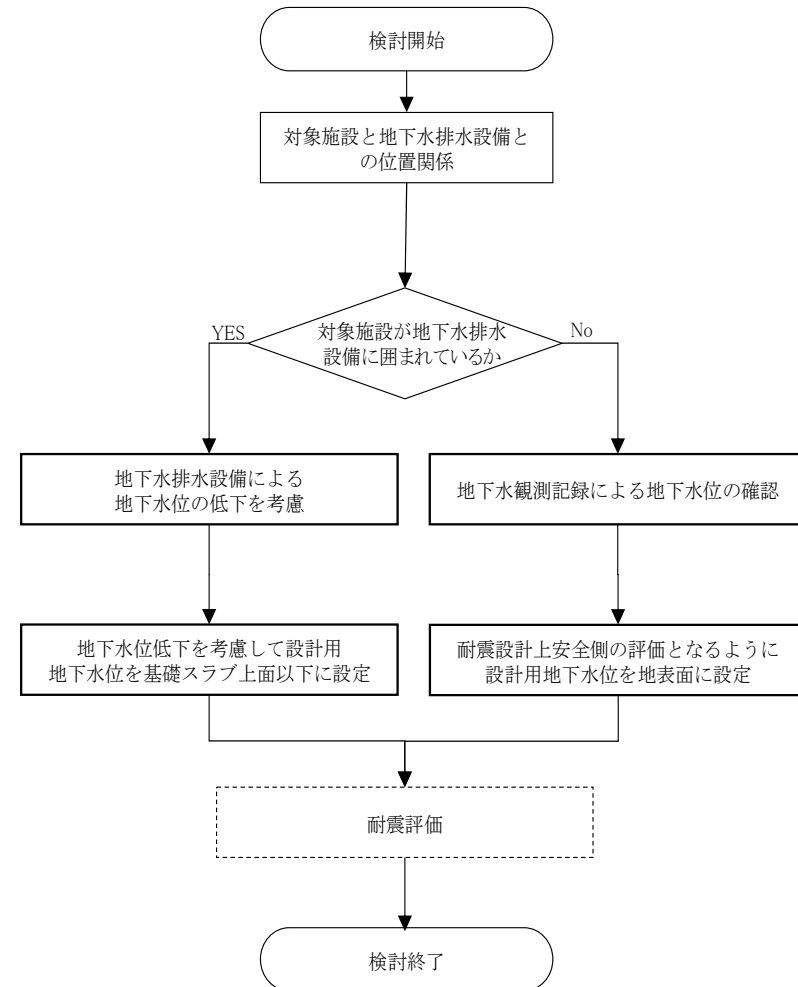 検討開始
対象施設と地下水排水設備と
の位置関係
対象施設が地下水排水
設備に囲まれているか
YES
No
地下水排水設備による
地下水位の低下を考慮
地下水観測記録による地下水位の確認
地下水位低下を考慮して設計用
地下水位を基礎スラブ上面以下に設定
耐震設計上安全側の評価となるように
設計用地下水位を地表面に設定
耐震評価
検討終了